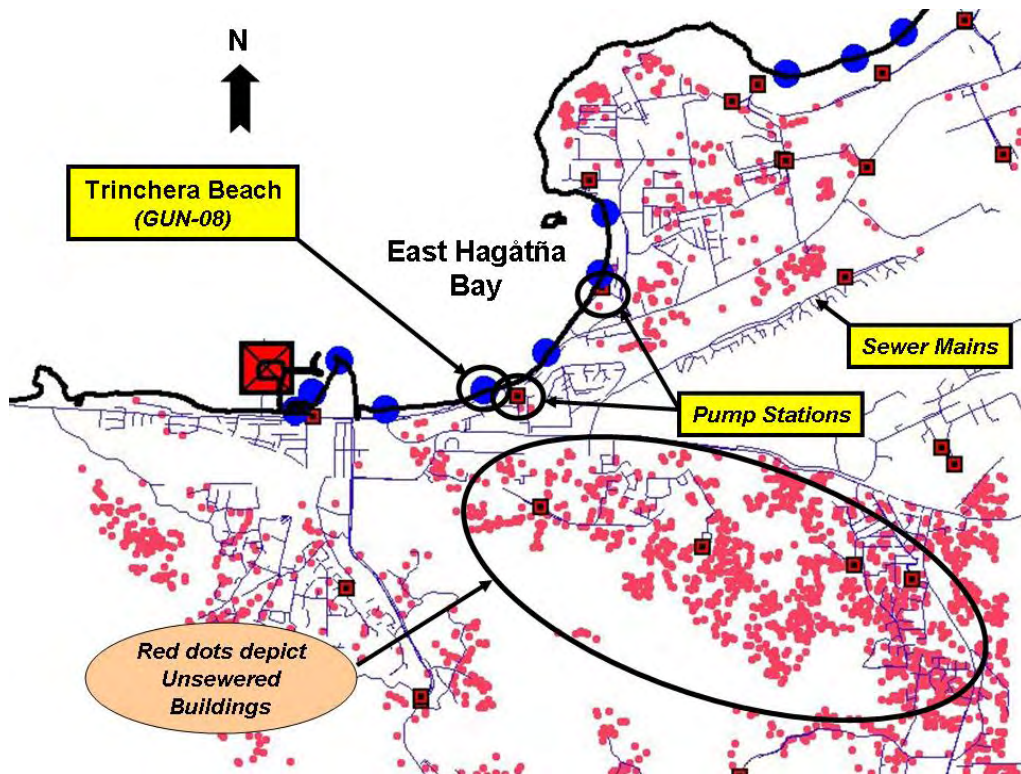 N
Trinchera Beach
(GUN-08)
East Hagåtña
Bay
Sewer Mains
Pump Stations
Red dots depict
Unsewered
Buildings